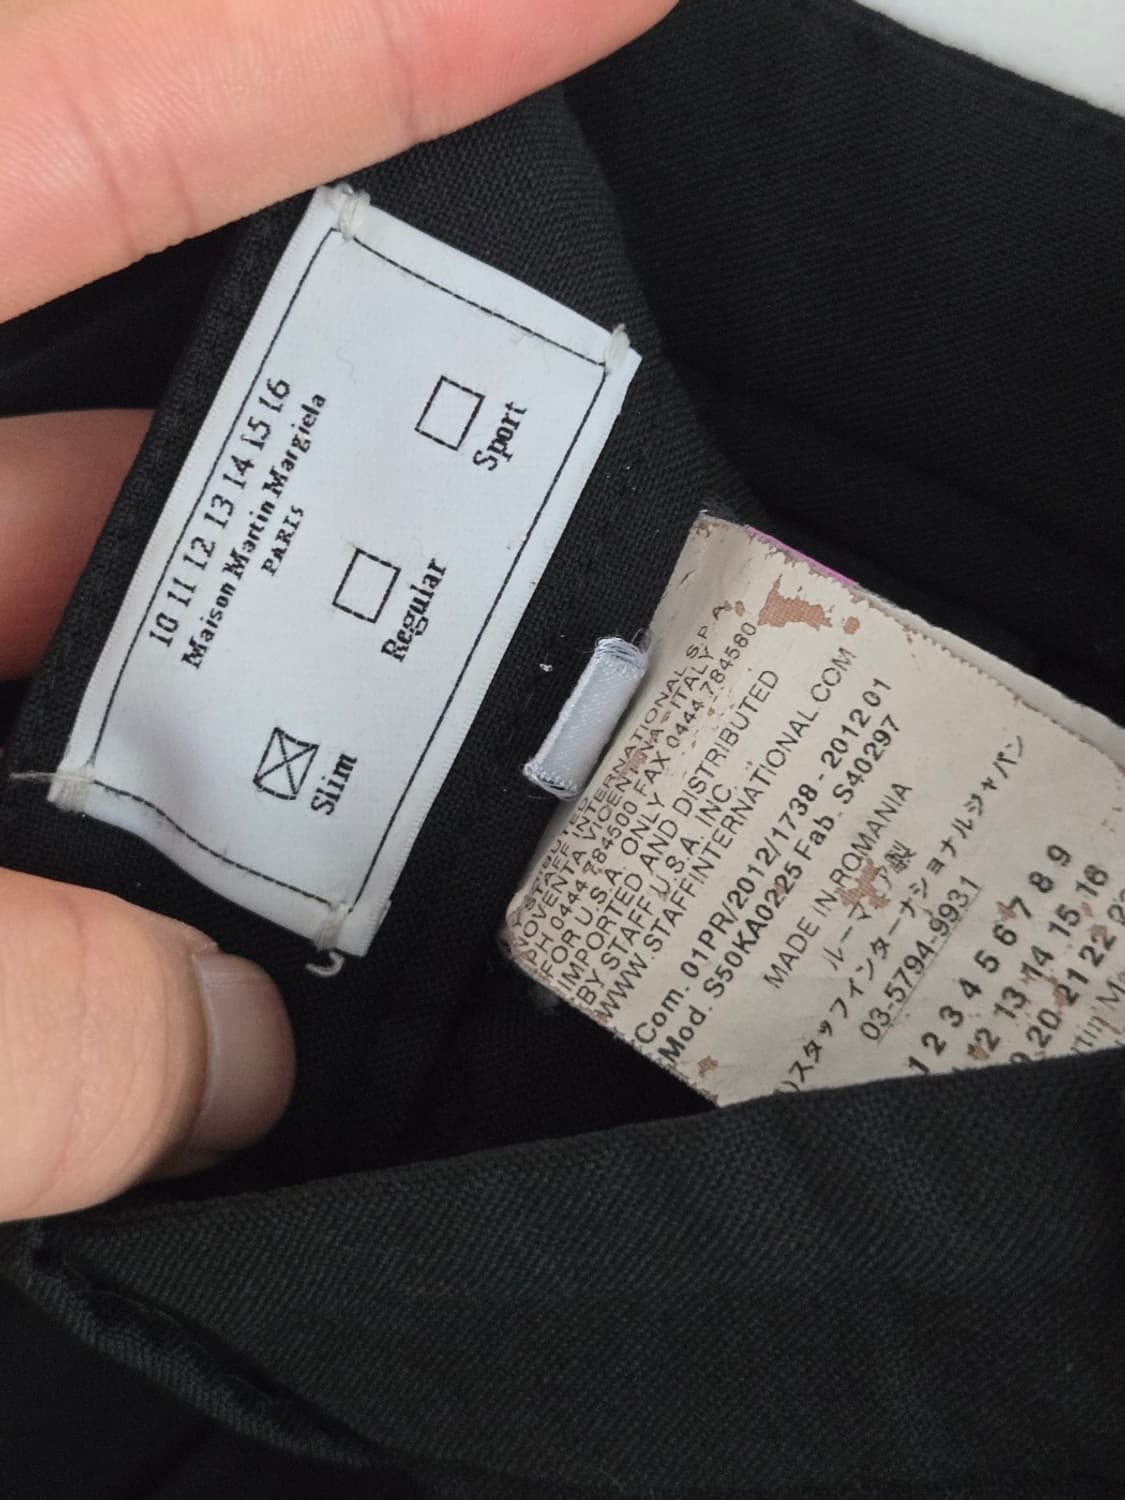 10 11 12 13 14 15 16
Maison Martin Margiela
PARIS
Sport
Regular
Slim
STAFF INTERNATIONAL S.P.A.
NOVENTA VICENTINA - ITALY
PH 0444 784500 FAX 0444 784580
FOR U.S.A. ONLY
IMPORTED AND DISTRIBUTED
BY STAFF U.S.A. INC.
WWW.STAFFINTERNATIONAL.COM
Com. 01PR/2012/1738 - 2012 01
Mod. S50KA0225 Fab. S40297
MADE IN ROMANIA
ルーマニア製
スタッフインターナショナルジャパン
03-5794-9931
1 2 3 4 5 6 7 8 9
12 13 14 15 16
20 21 22